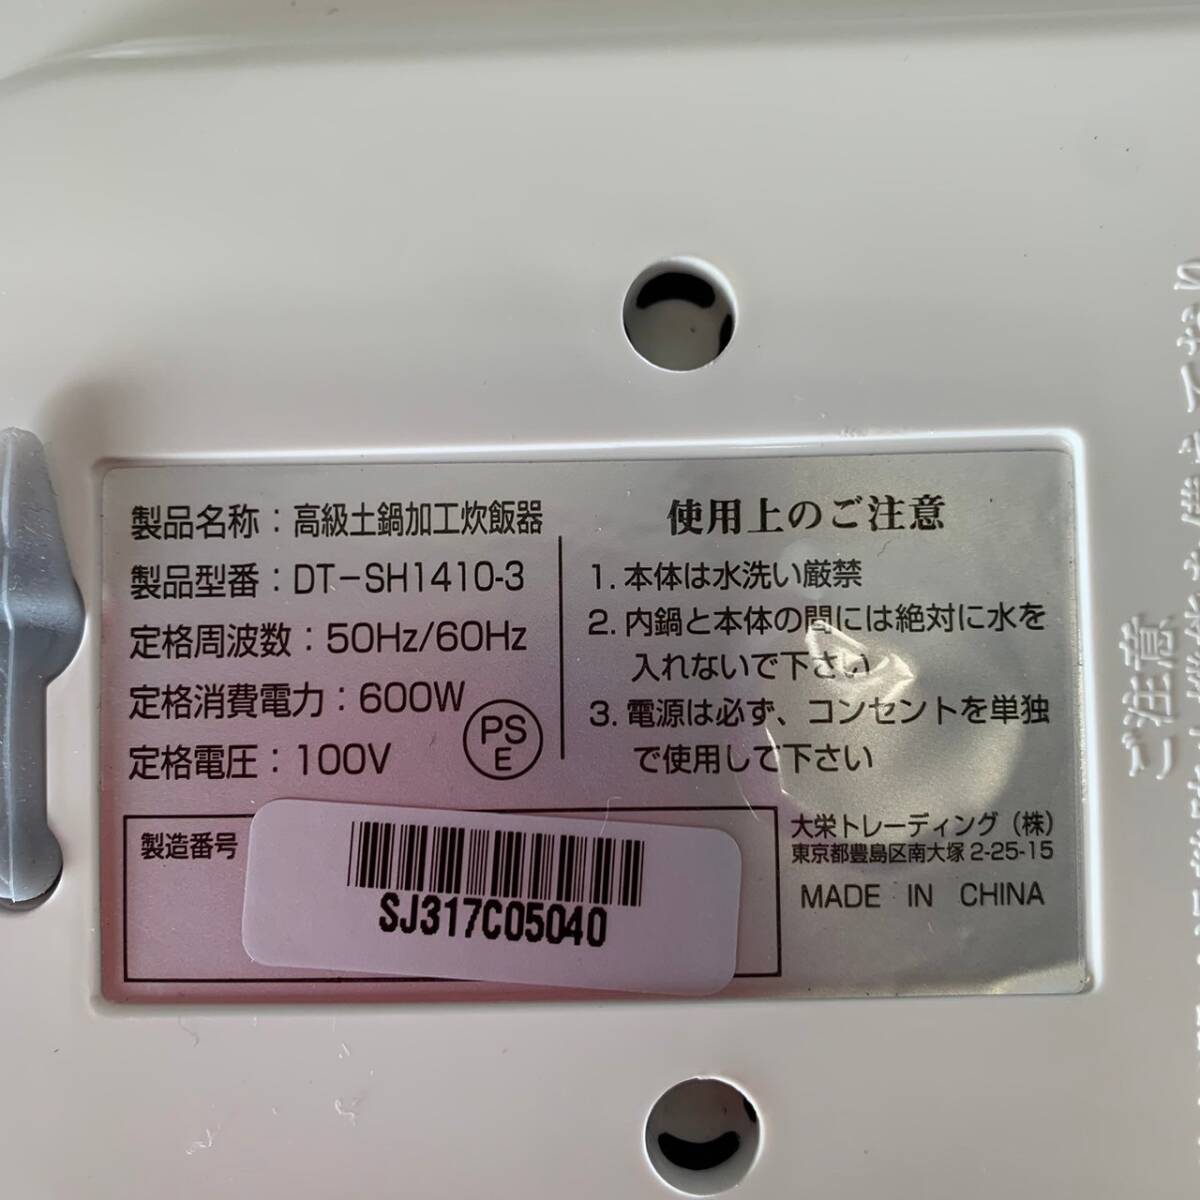 製品名称：高級土鍋加工炊飯器
製品型番：DT-SH1410-3
定格周波数：50Hz/60Hz
定格消費電力：600W
定格電圧：100V
PS
E
使用上のご注意
1. 本体は水洗い厳禁
2. 内鍋と本体の間には絶対に水を
入れないで下さい
3. 電源は必ず、コンセントを単独
で使用して下さい
製造番号
SJ317C05040
大栄トレーディング（株）
東京都豊島区南大塚2-25-15
MADE IN CHINA
ご注意